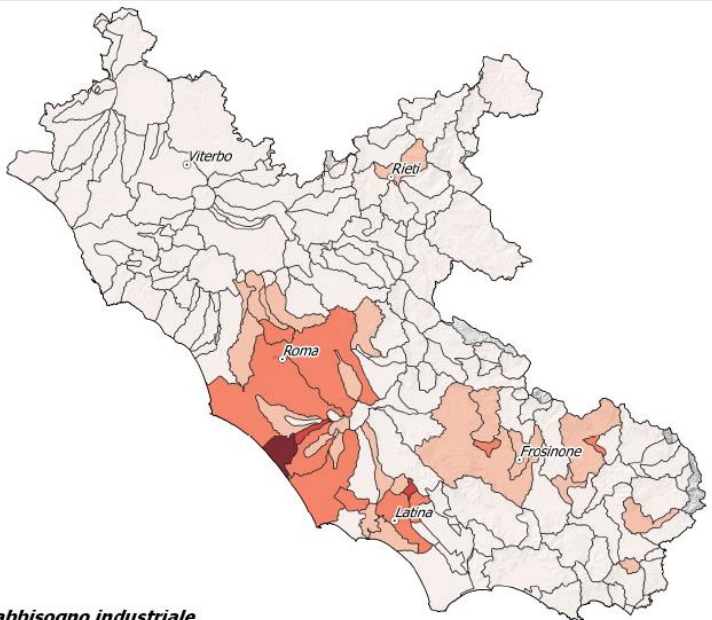 Viterbo
Rieti
Roma
Frosinone
Latina
abbisogno industriale